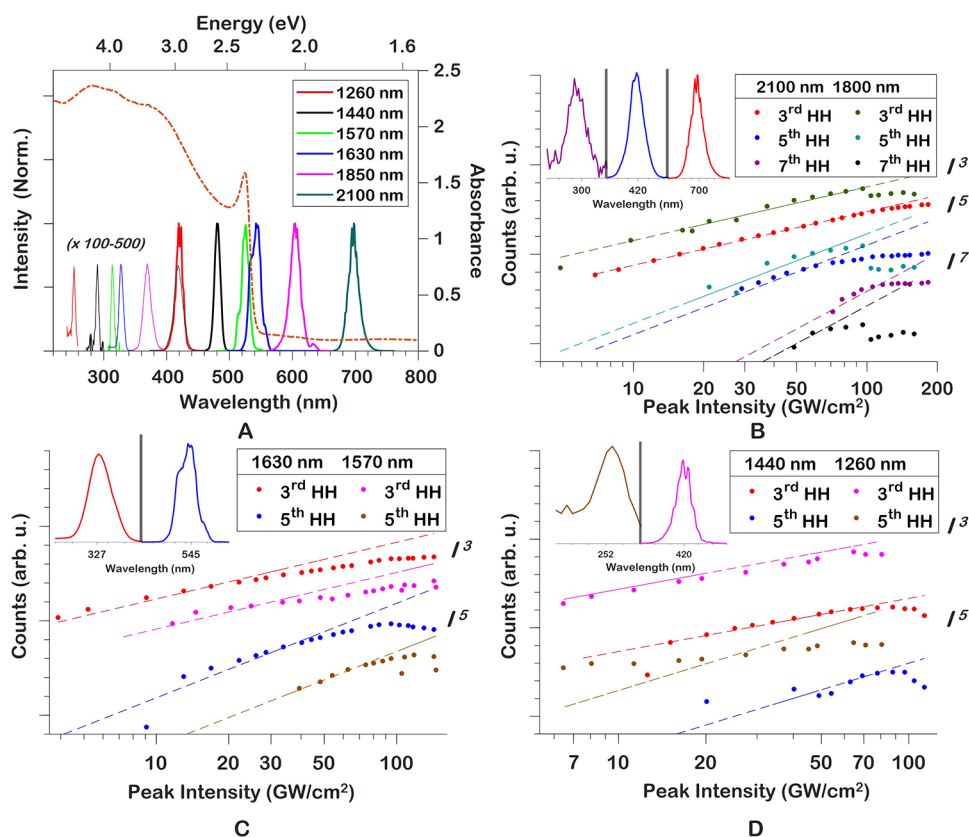 Energy (eV)
4.0 3.0 2.5 2.0 1.6
Intensity (Norm.)
1260 nm
1440 nm
1570 nm
1630 nm
1850 nm
2100 nm
(x 100-500)
2.5
2
1.5
1
0.5
0
Absorbance
300 400 500 600 700 800
Wavelength (nm)
A
Counts (arb. u.)
300 420 700
Wavelength (nm)
2100 nm 1800 nm
3rd HH 3rd HH
5th HH 5th HH
7th HH 7th HH
I 3
I 5
I 7
10 20 30 50 100 200
Peak Intensity (GW/cm2)
B
Counts (arb. u.)
327 545
Wavelength (nm)
1630 nm 1570 nm
3rd HH 3rd HH
5th HH 5th HH
I 3
I 5
10 20 30 50 100
Peak Intensity (GW/cm2)
C
Counts (arb. u.)
252 420
Wavelength (nm)
1440 nm 1260 nm
3rd HH 3rd HH
5th HH 5th HH
I 3
I 5
7 10 20 50 70 100
Peak Intensity (GW/cm2)
D